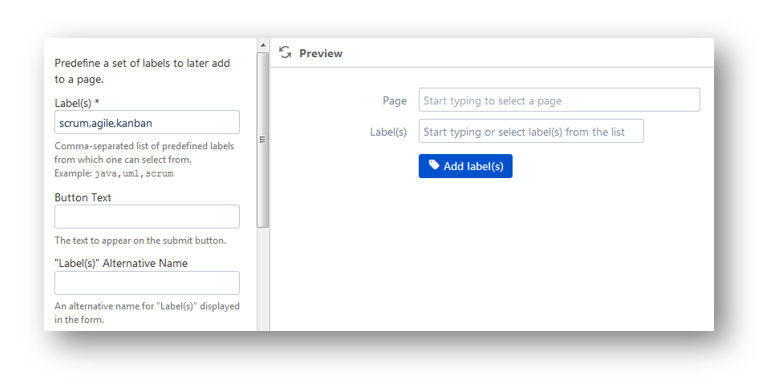 Predefine a set of labels to later add
to a page.
Label(s) *
scrum,agile,kanban
Comma-separated list of predefined labels
from which one can select from.
Example: java,uml,scrum
Button Text
The text to appear on the submit button.
"Label(s)" Alternative Name
An alternative name for "Label(s)" displayed
in the form.
Preview
Page Start typing to select a page
Label(s) Start typing or select label(s) from the list
Add label(s)